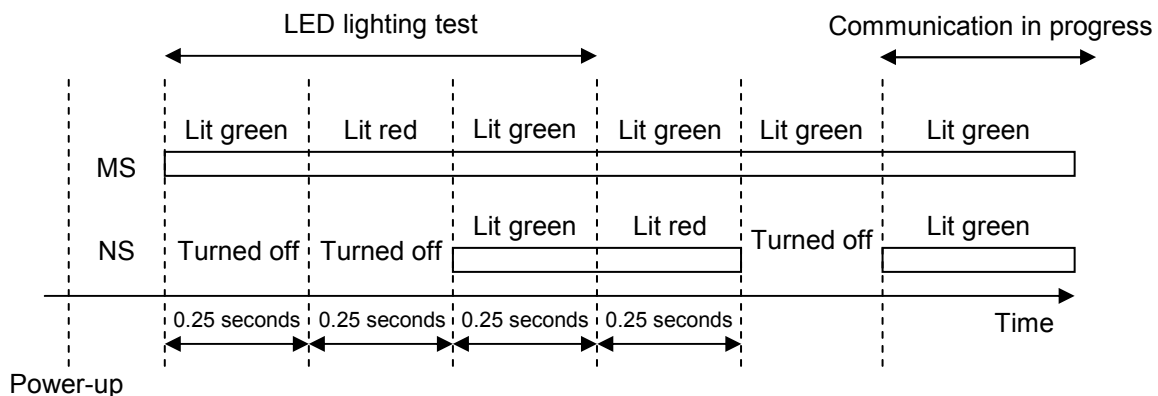 LED lighting test
Communication in progress
Lit green Lit red Lit green Lit green Lit green Lit green
MS
Lit green Lit red Lit green
NS Turned off Turned off Turned off
0.25 seconds 0.25 seconds 0.25 seconds 0.25 seconds
Time
Power-up